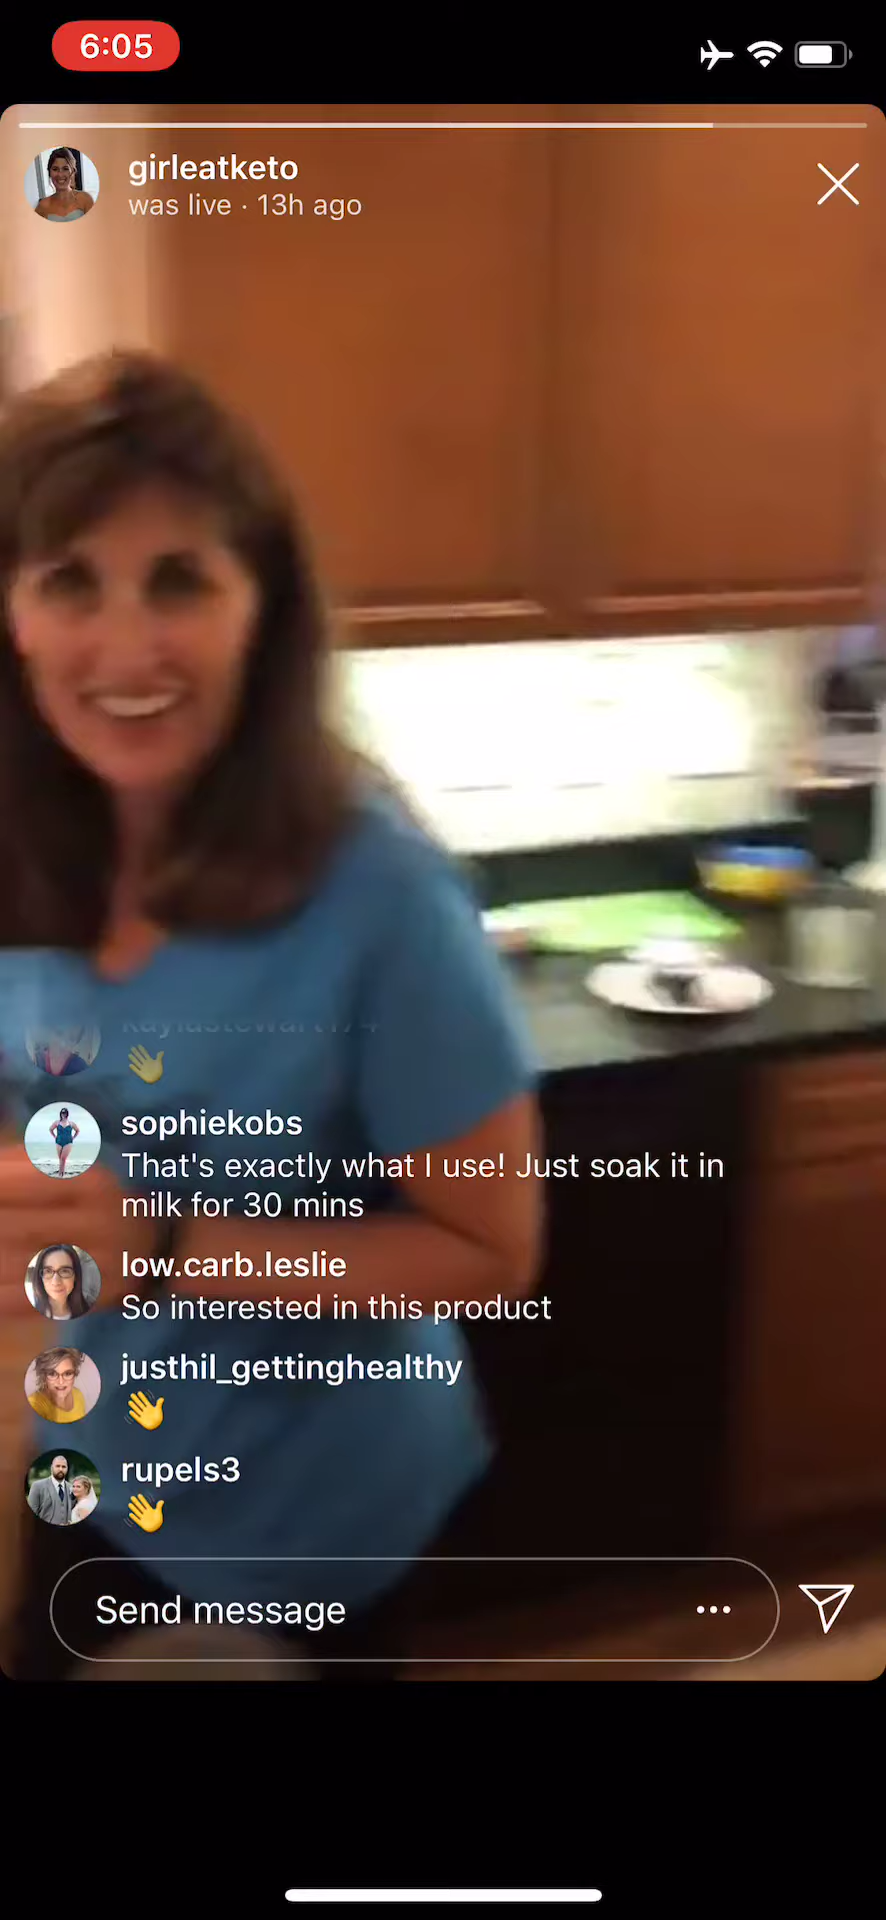 6:05
girleatketo
was live · 13h ago
kaylastewart174
👋
sophiekobs
That's exactly what I use! Just soak it in
milk for 30 mins
low.carb.leslie
So interested in this product
justhil_gettinghealthy
👋
rupels3
👋
Send message